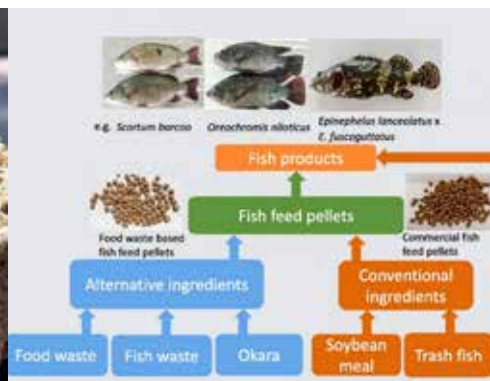 e.g. Scortum barcoo
Oreochromis niloticus
Epinephelus lanceolatus x
E. fuscoguttatus
Fish products
Food waste based
fish feed pellets
Fish feed pellets
Commercial fish
feed pellets
Alternative ingredients
Conventional
ingredients
Food waste
Fish waste
Okara
Soybean
meal
Trash fish